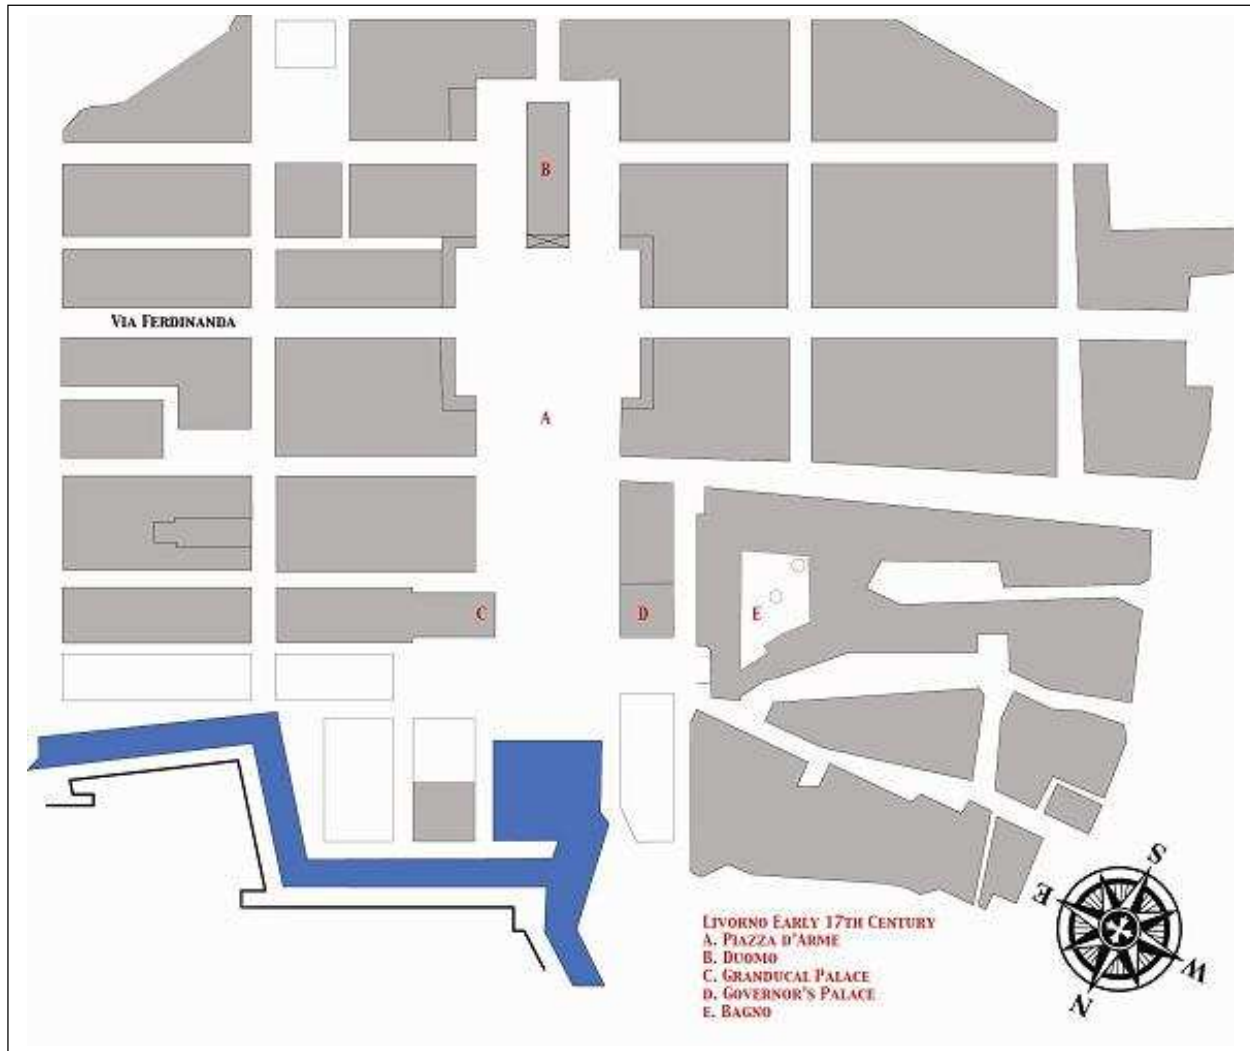 B
Via Ferdinanda
A
C
D
E
S
E
W
N
Livorno Early 17th Century
A. Piazza d'Arme
B. Duomo
C. Granducal Palace
D. Governor's Palace
E. Bagno